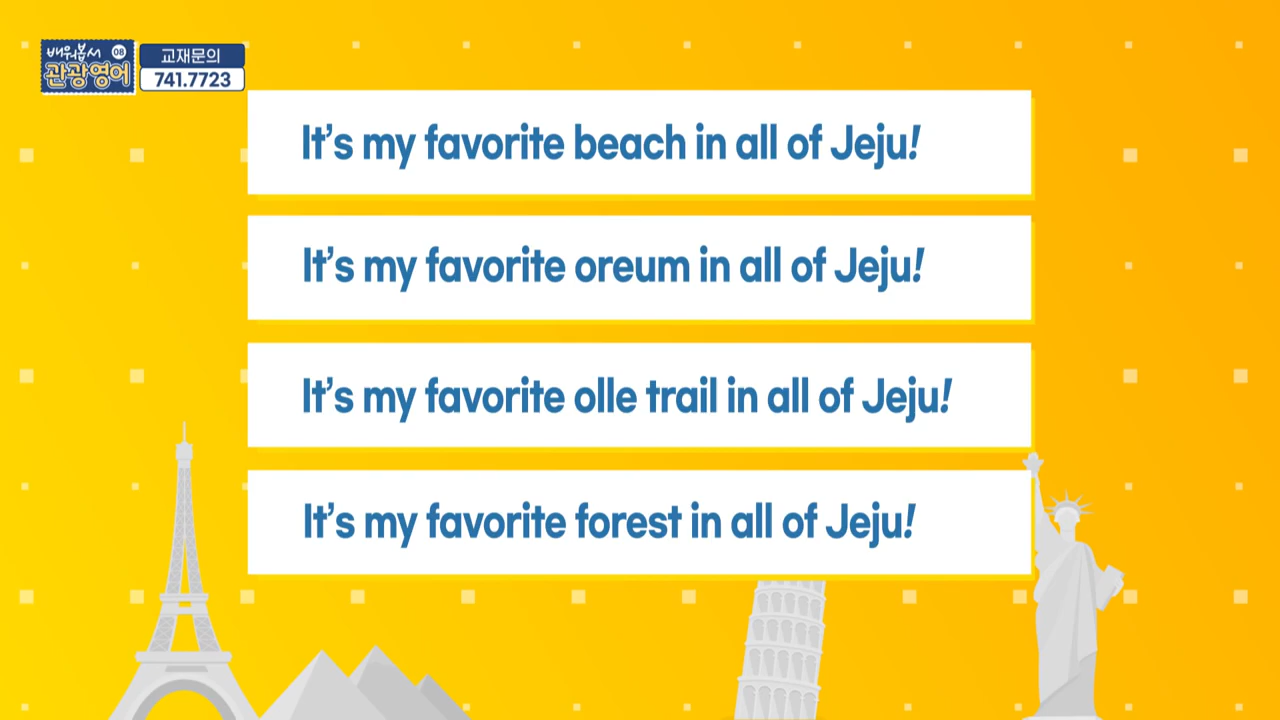 배워봅서 08
관광영어
교재문의
741.7723
It's my favorite beach in all of Jeju!
It's my favorite oreum in all of Jeju!
It's my favorite olle trail in all of Jeju!
It's my favorite forest in all of Jeju!